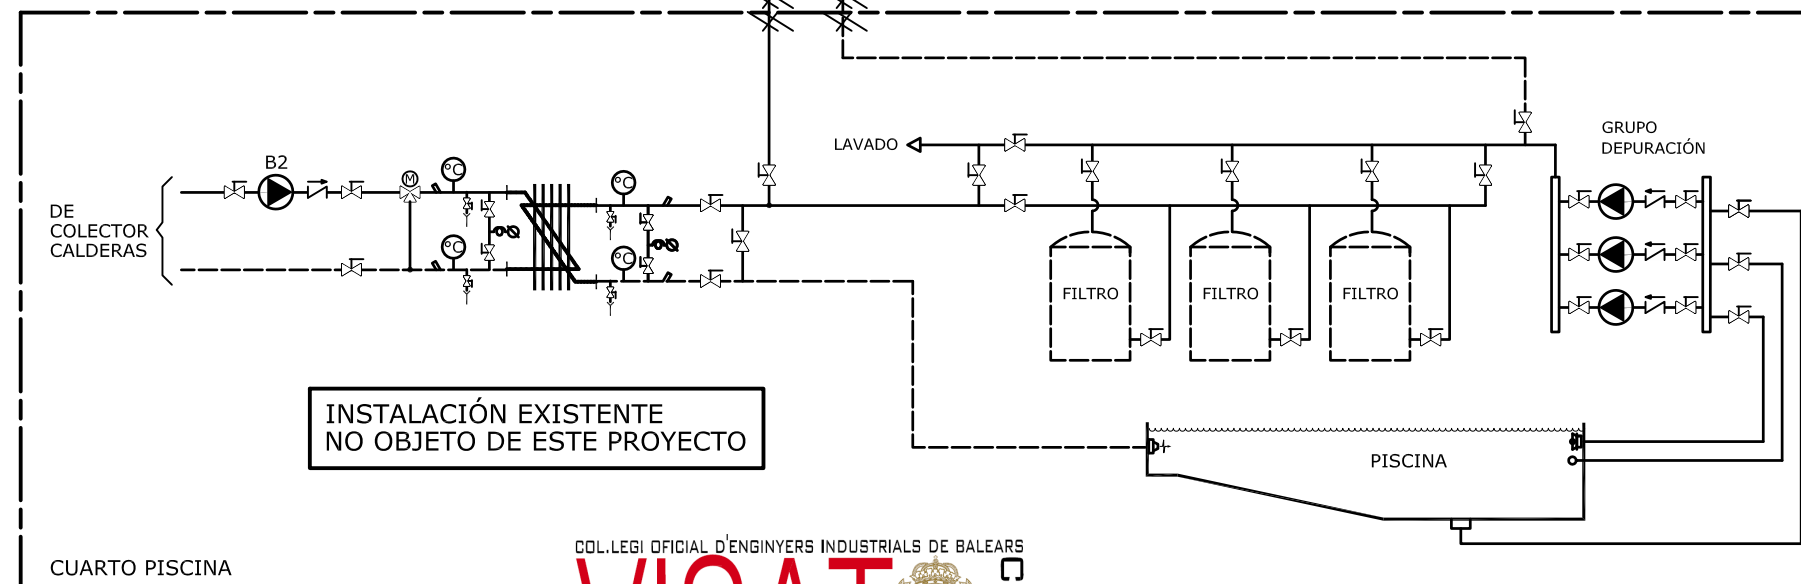 LAVADO
GRUPO
DEPURACIÓN
B2
M
°C
°C
°C
°C
DE
COLECTOR
CALDERAS
FILTRO
FILTRO
FILTRO
INSTALACIÓN EXISTENTE
NO OBJETO DE ESTE PROYECTO
PISCINA
CUARTO PISCINA
COL.LEGI OFICIAL D'ENGINYERS INDUSTRIALS DE BALEARS
VISAT